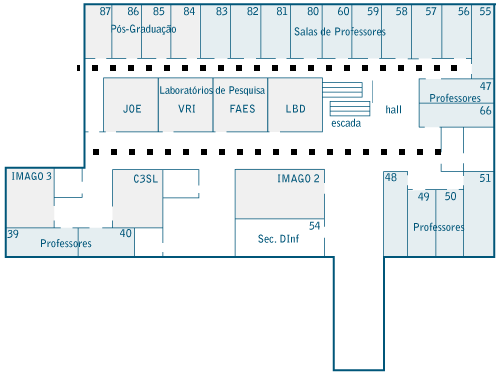 87 86 85 84 83 82 81 80 60 59 58 57 56 55
Pós-Graduação
Salas de Professores
47
Laboratórios de Pesquisa
Professores
JOE VRI FAES LBD
hall
66
escada
IMAGO 3
C3SL
IMAGO 2
48
51
49 50
54
39
40
Professores
Sec. DInf
Professores